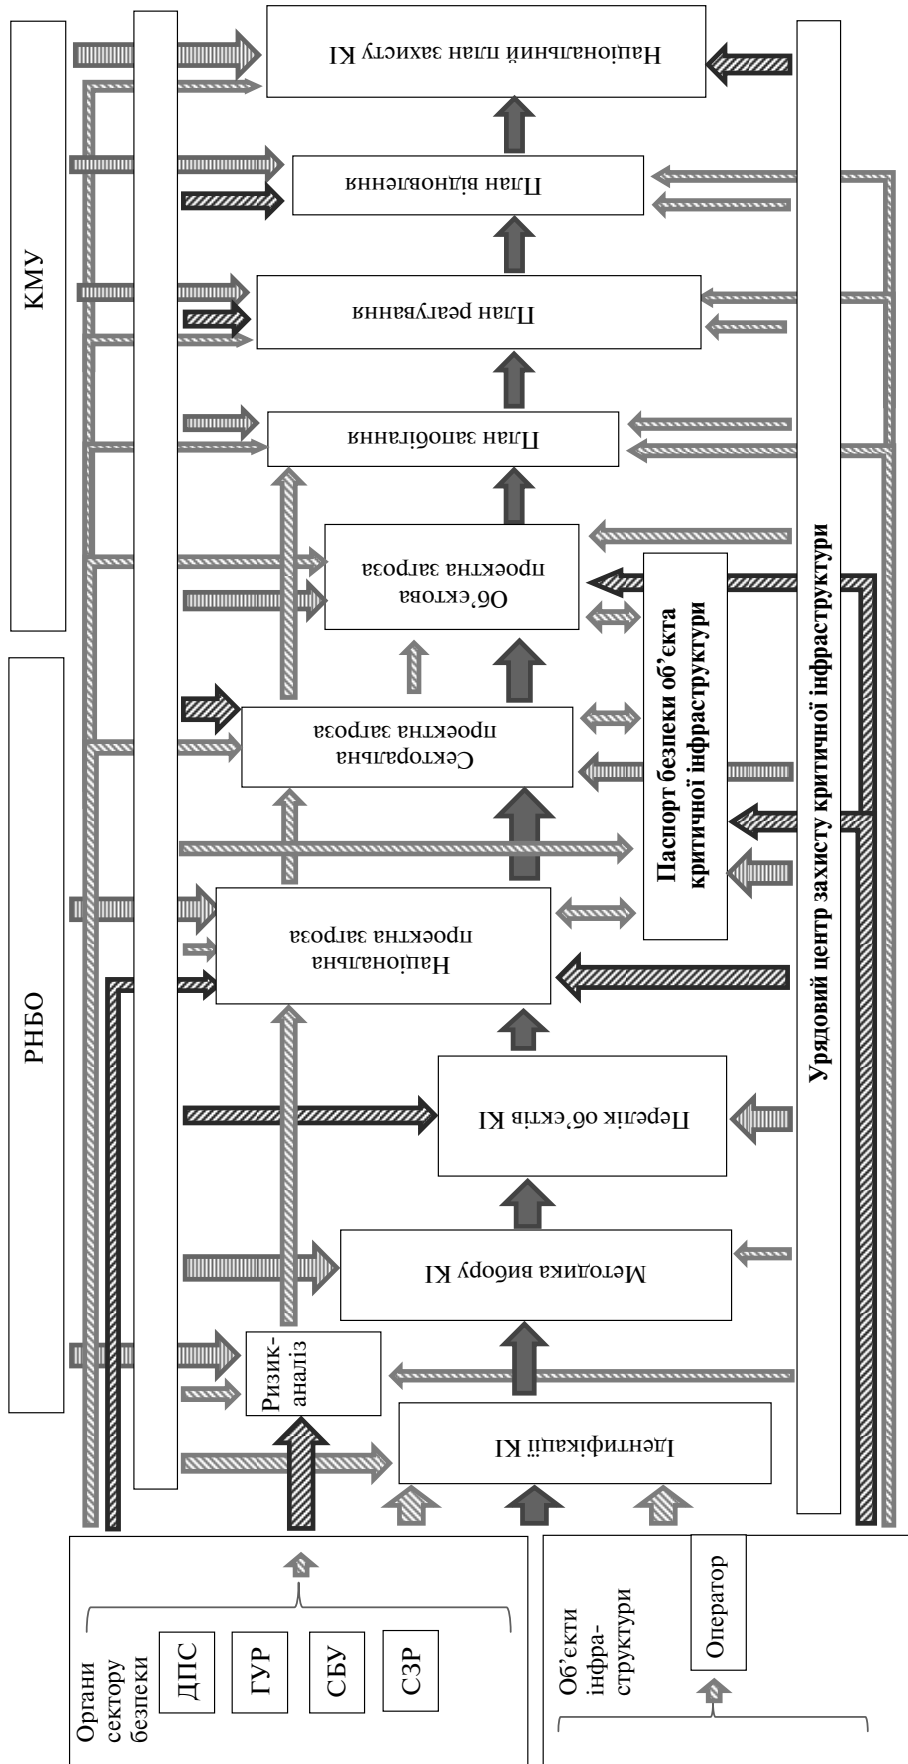 РНБО
КМУ
Органи
сектору
безпеки
ДПС
ГУР
СБУ
СЗР
Об’єкти
інфра-
структури
Оператор
Ризик-
аналіз
Ідентифікації КІ
Методика вибору КІ
Перелік об’єктів КІ
Національна
проектна загроза
Секторальна
проектна загроза
Об’єктова
проектна загроза
План запобігання
План реагування
План відновлення
Національний план захисту КІ
Паспорт безпеки об’єкта
критичної інфраструктури
Урядовий центр захисту критичної інфраструктури